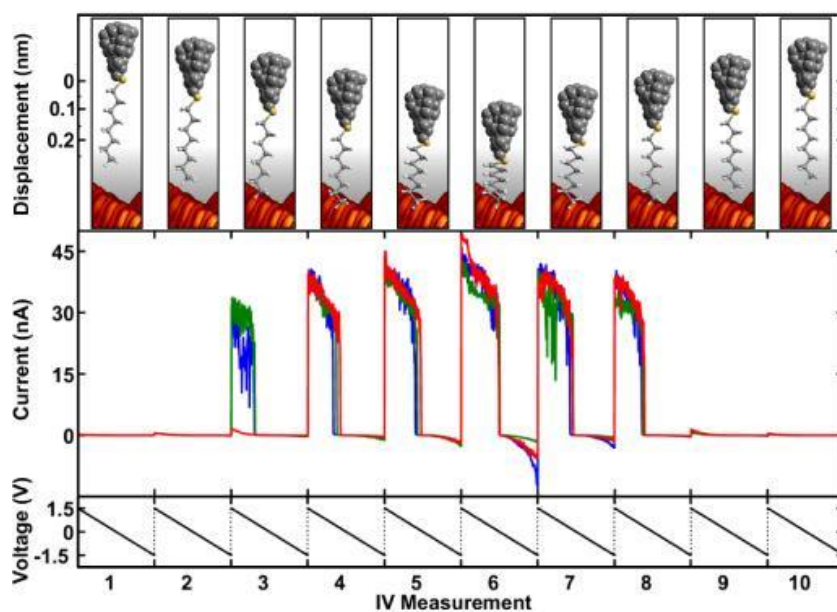 Displacement (nm)
0
0.1
0.2
Current (nA)
45
30
15
0
Voltage (V)
1.5
0
-1.5
1 2 3 4 5 6 7 8 9 10
IV Measurement